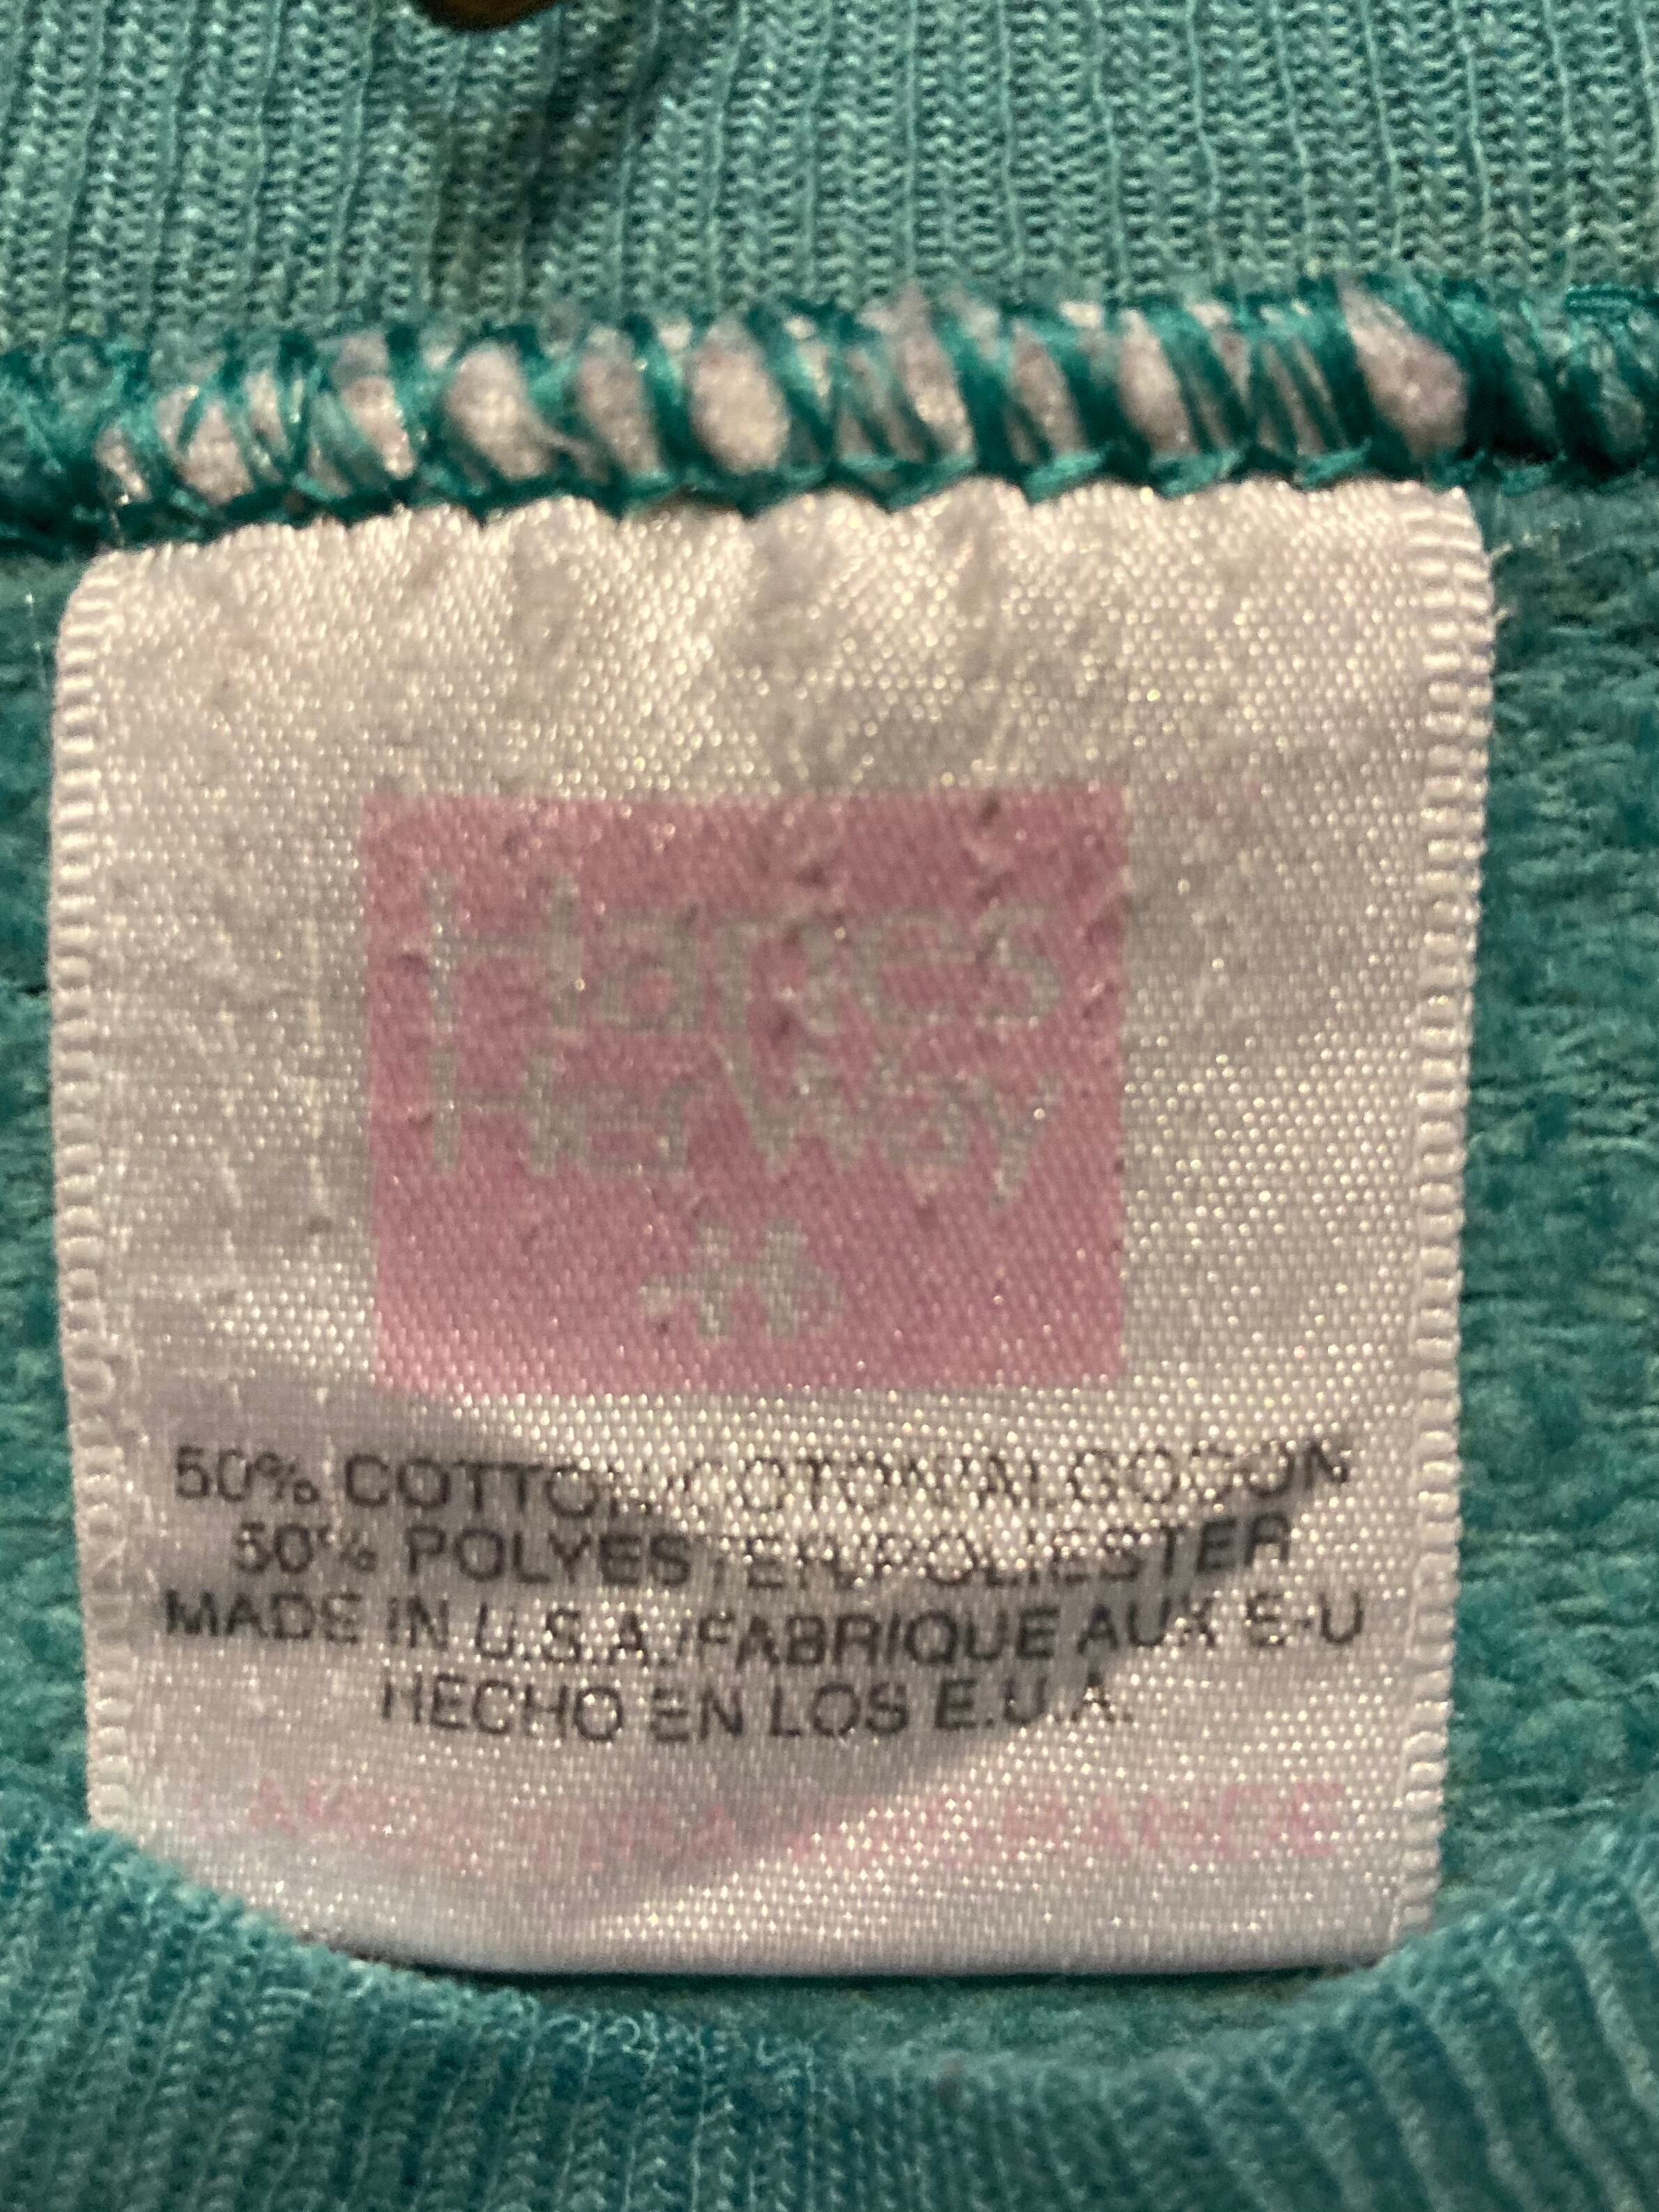 Hanes
Her Way
50% COTTON/COTON/ALGODON
50% POLYESTER/POLIESTER
MADE IN U.S.A./FABRIQUE AUX E-U
HECHO EN LOS E.U.A.